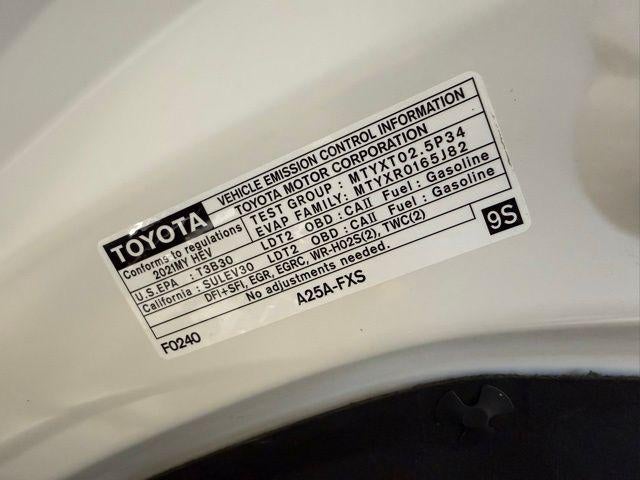 TOYOTA
VEHICLE EMISSION CONTROL INFORMATION
TOYOTA MOTOR CORPORATION
Conforms to regulations
2021MY HEV
TEST GROUP : MTYXT02.5P34
EVAP FAMILY: MTYXR0165J82
U.S.EPA : T3B30 LDT2 OBD : CAII Fuel : Gasoline
California : SULEV30 LDT2 OBD : CAII Fuel : Gasoline
DFI+SFI, EGR, EGRC, WR-HO2S(2), TWC(2)
No adjustments needed.
9S
F0240
A25A-FXS